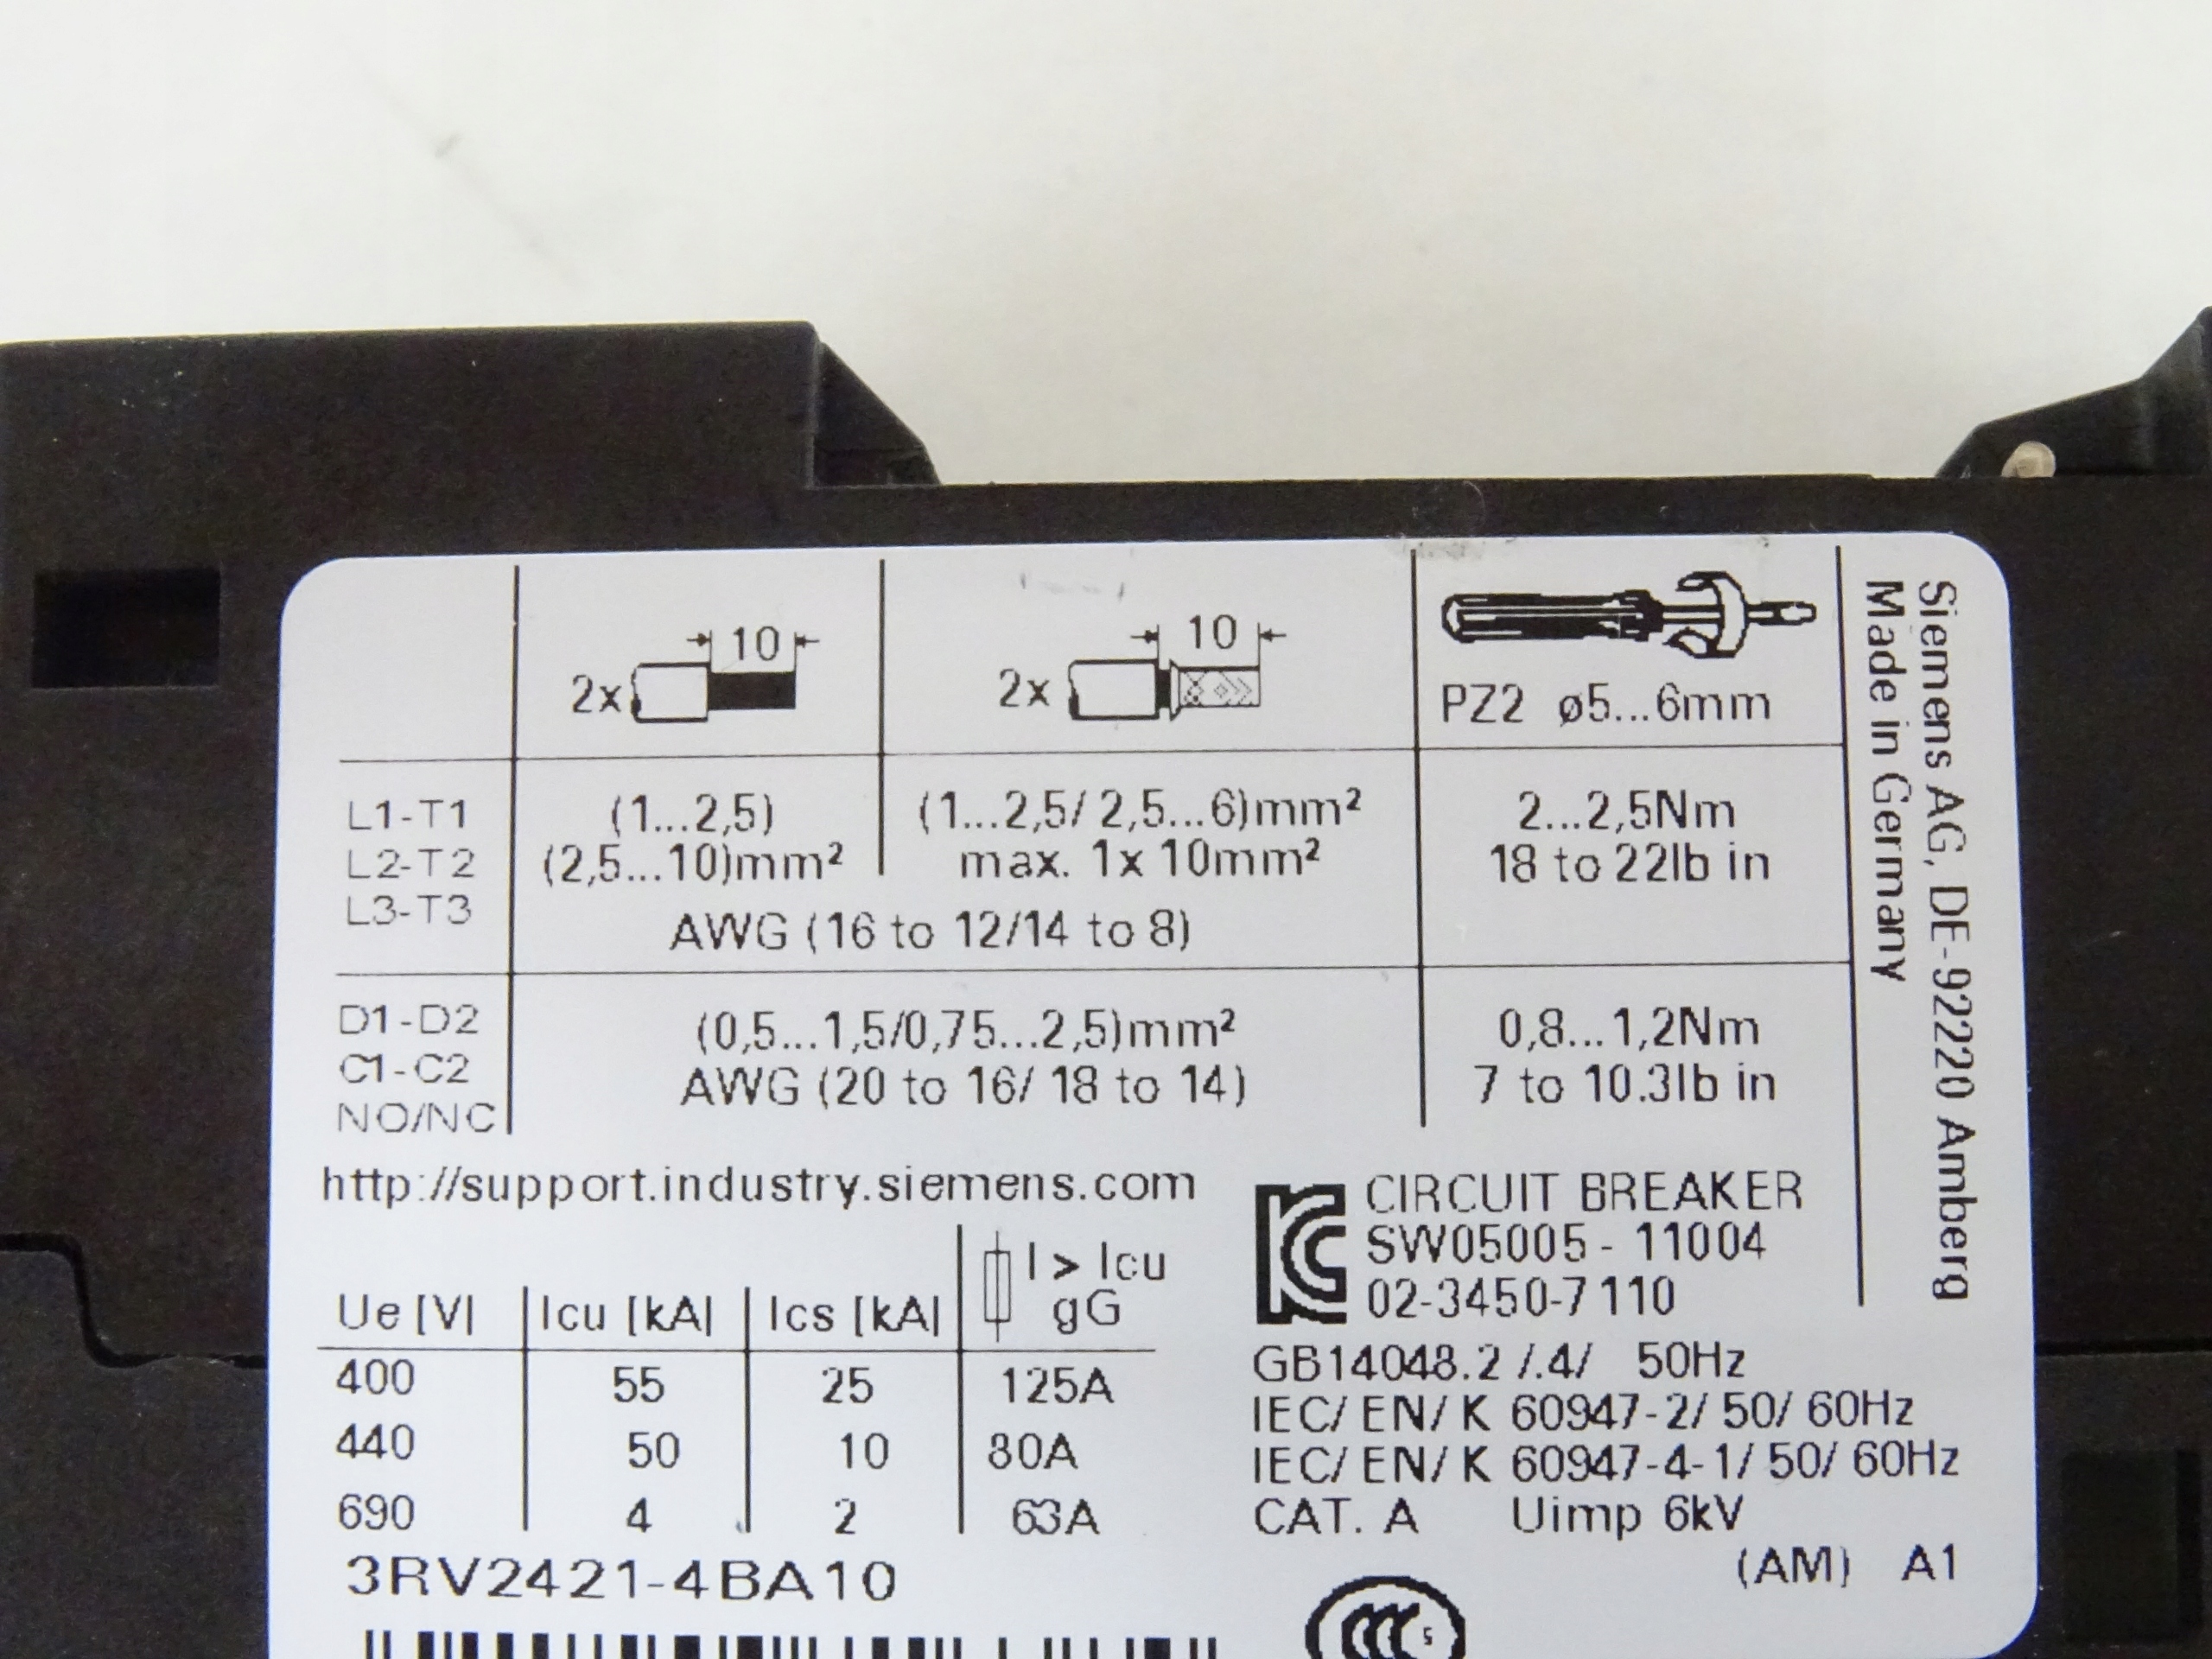 10
10
2x
2x
PZ2 ø5...6mm
L1-T1
L2-T2
L3-T3
(1...2,5)
(2,5...10)mm²
(1...2,5/ 2,5...6)mm²
max. 1x 10mm²
AWG (16 to 12/14 to 8)
2...2,5Nm
18 to 22lb in
D1-D2
C1-C2
NO/NC
(0,5...1,5/0,75...2,5)mm²
AWG (20 to 16/ 18 to 14)
0,8...1,2Nm
7 to 10.3lb in
Siemens AG, DE-92220 Amberg
Made in Germany
http://support.industry.siemens.com
Ue [V] Icu [kA] Ics [kA] I > Icu
gG
400 55 25 125A
440 50 10 80A
690 4 2 63A
3RV2421-4BA10
CIRCUIT BREAKER
SW05005 - 11004
02-3450-7110
GB14048.2 /.4/ 50Hz
IEC/ EN/ K 60947-2/ 50/ 60Hz
IEC/ EN/ K 60947-4-1/ 50/ 60Hz
CAT. A Uimp 6kV
(AM) A1
CCC S